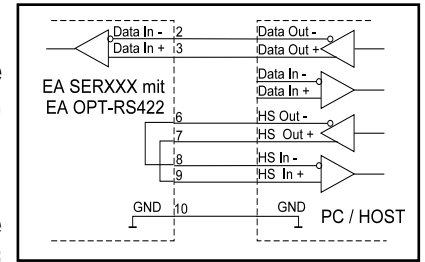 Data In - 2 Data Out -
Data In + 3 Data Out +
Data In -
Data In +
EA SERXXX mit
EA OPT-RS422
6 HS Out -
7 HS Out +
8 HS In -
9 HS In +
GND 10 GND
PC / HOST